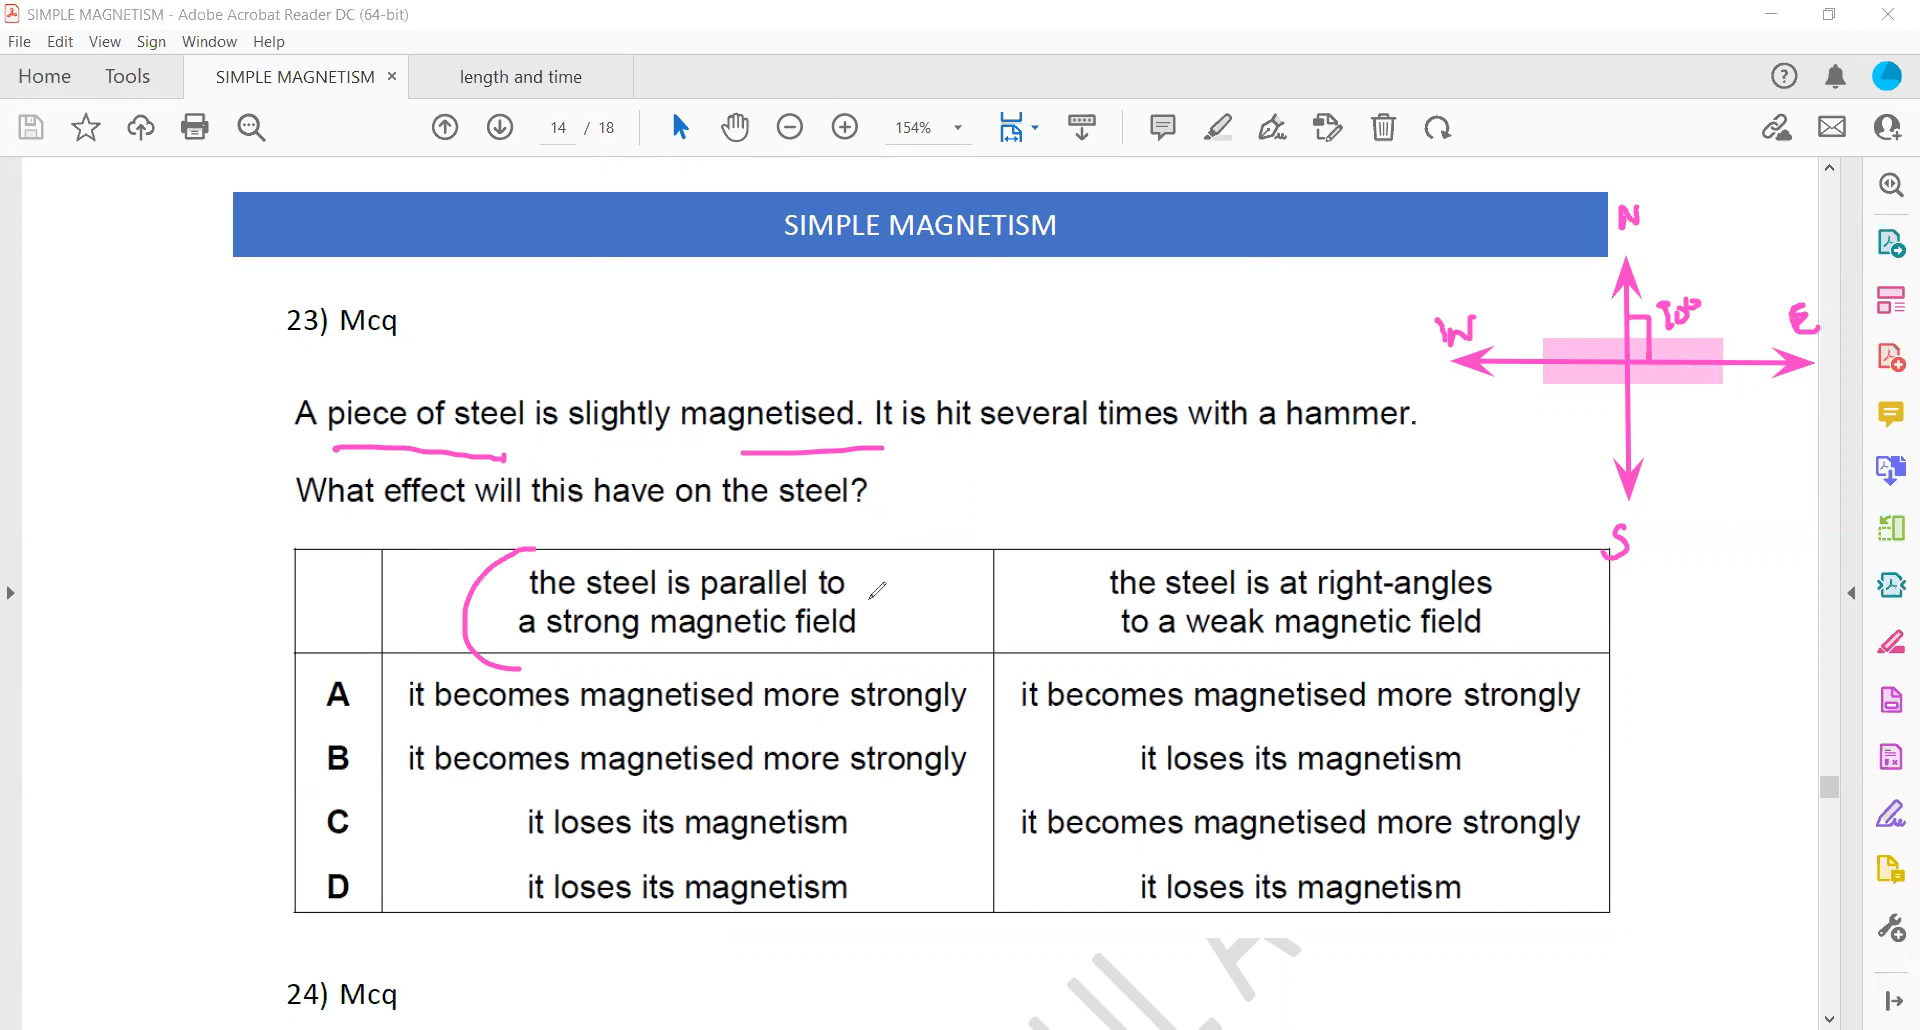 SIMPLE MAGNETISM - Adobe Acrobat Reader DC (64-bit)
File Edit View Sign Window Help
Home Tools SIMPLE MAGNETISM × length and time
14 / 18 154%
SIMPLE MAGNETISM
N
23) Mcq
W E
A piece of steel is slightly magnetised. It is hit several times with a hammer.
What effect will this have on the steel?
S
the steel is parallel to a strong magnetic field
the steel is at right-angles to a weak magnetic field
A it becomes magnetised more strongly it becomes magnetised more strongly
B it becomes magnetised more strongly it loses its magnetism
C it loses its magnetism it becomes magnetised more strongly
D it loses its magnetism it loses its magnetism
24) Mcq